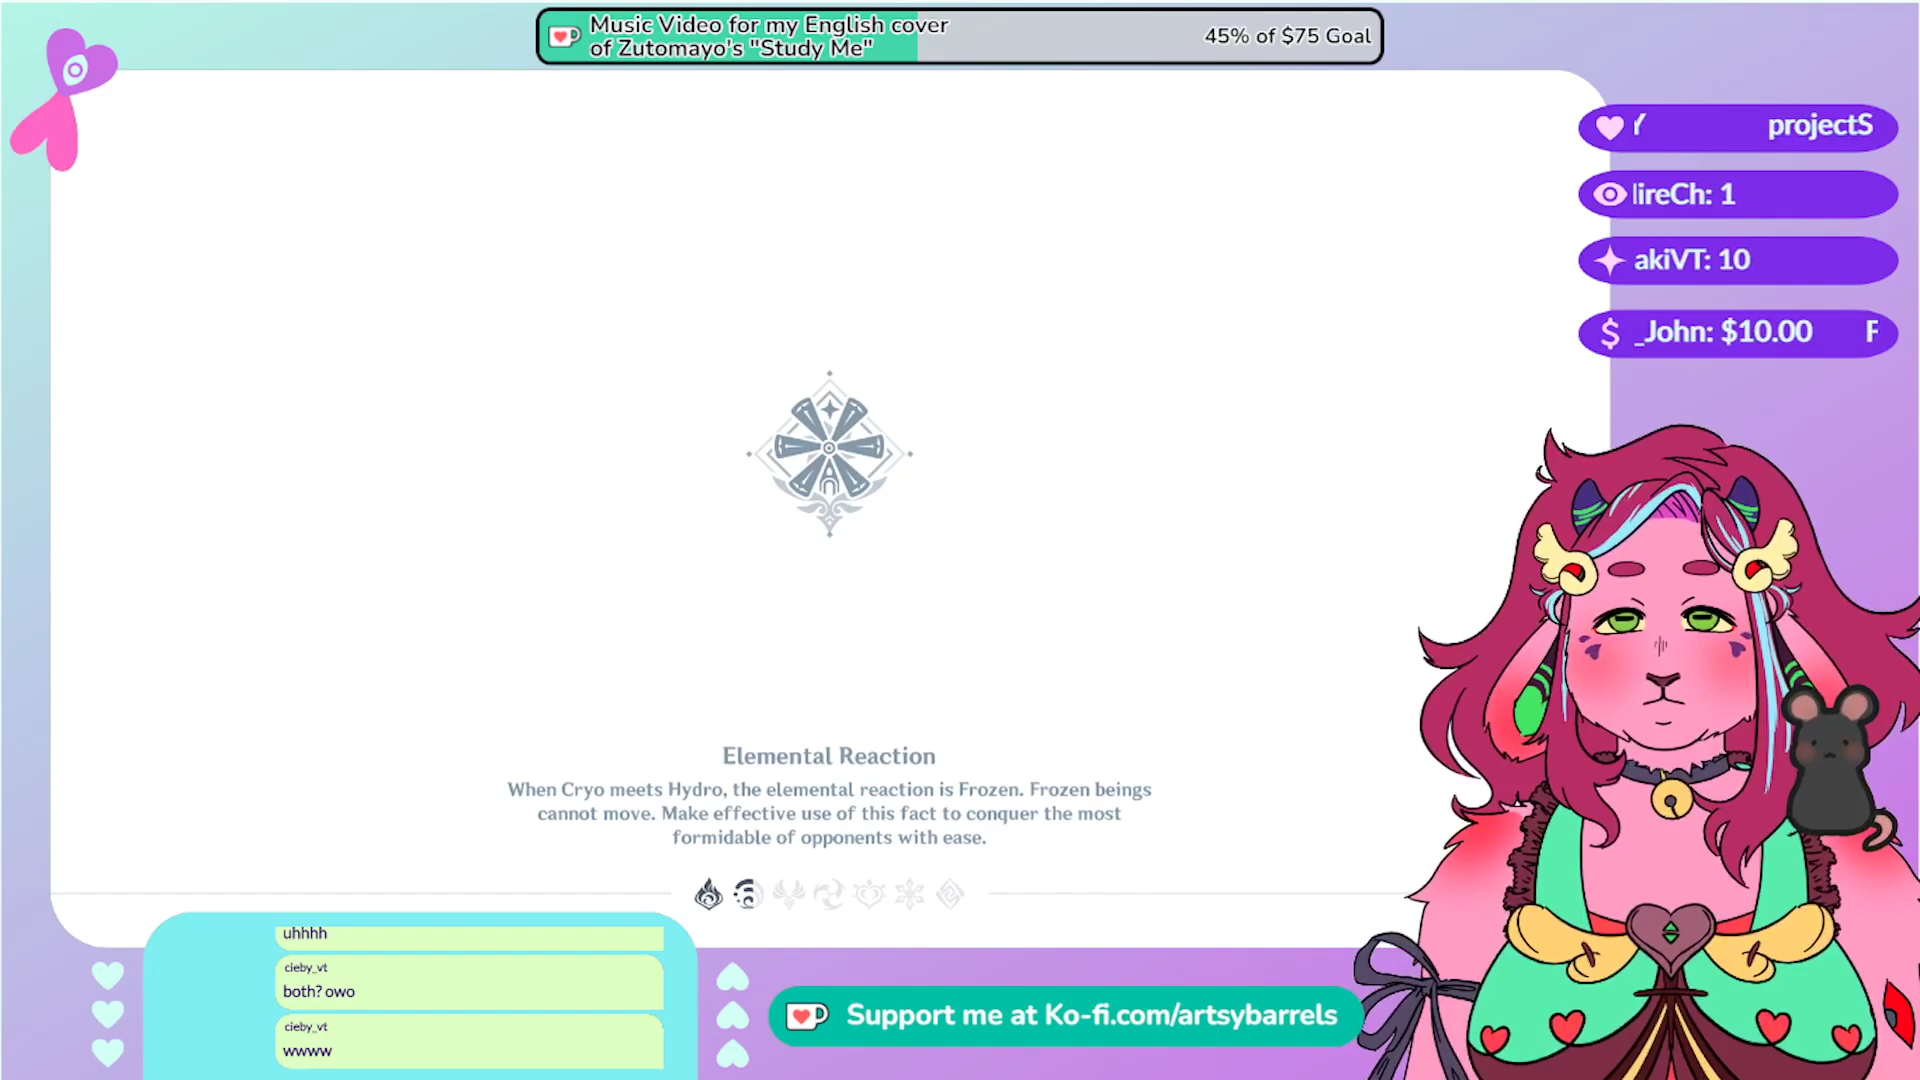 Music Video for my English cover
of Zutomayo's "Study Me"
45% of $75 Goal
projectS
lireCh: 1
akiVT: 10
_John: $10.00 F
Elemental Reaction
When Cryo meets Hydro, the elemental reaction is Frozen. Frozen beings
cannot move. Make effective use of this fact to conquer the most
formidable of opponents with ease.
uhhhh
cieby_vt
both? owo
cieby_vt
wwww
Support me at Ko-fi.com/artsybarrels